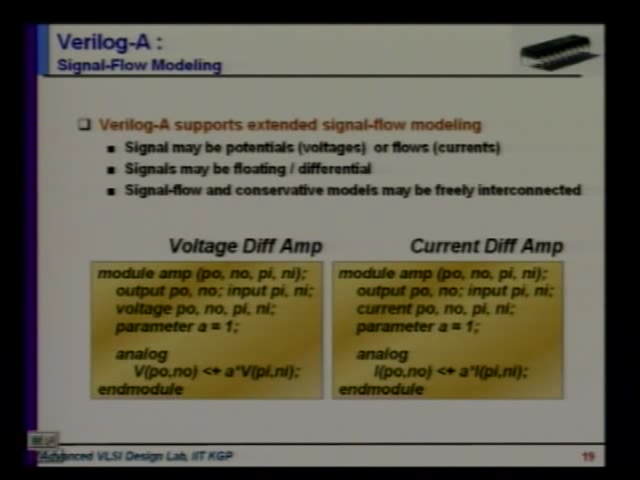 Verilog-A :
Signal-Flow Modeling
Verilog-A supports extended signal-flow modeling
Signal may be potentials (voltages) or flows (currents)
Signals may be floating / differential
Signal-flow and conservative models may be freely interconnected
Voltage Diff Amp
module amp (po, no, pi, ni);
output po, no; input pi, ni;
voltage po, no, pi, ni;
parameter a = 1;
analog
V(po,no) <+ a*V(pi,ni);
endmodule
Current Diff Amp
module amp (po, no, pi, ni);
output po, no; input pi, ni;
current po, no, pi, ni;
parameter a = 1;
analog
I(po,no) <+ a*I(pi,ni);
endmodule
Advanced VLSI Design Lab, IIT KGP
19